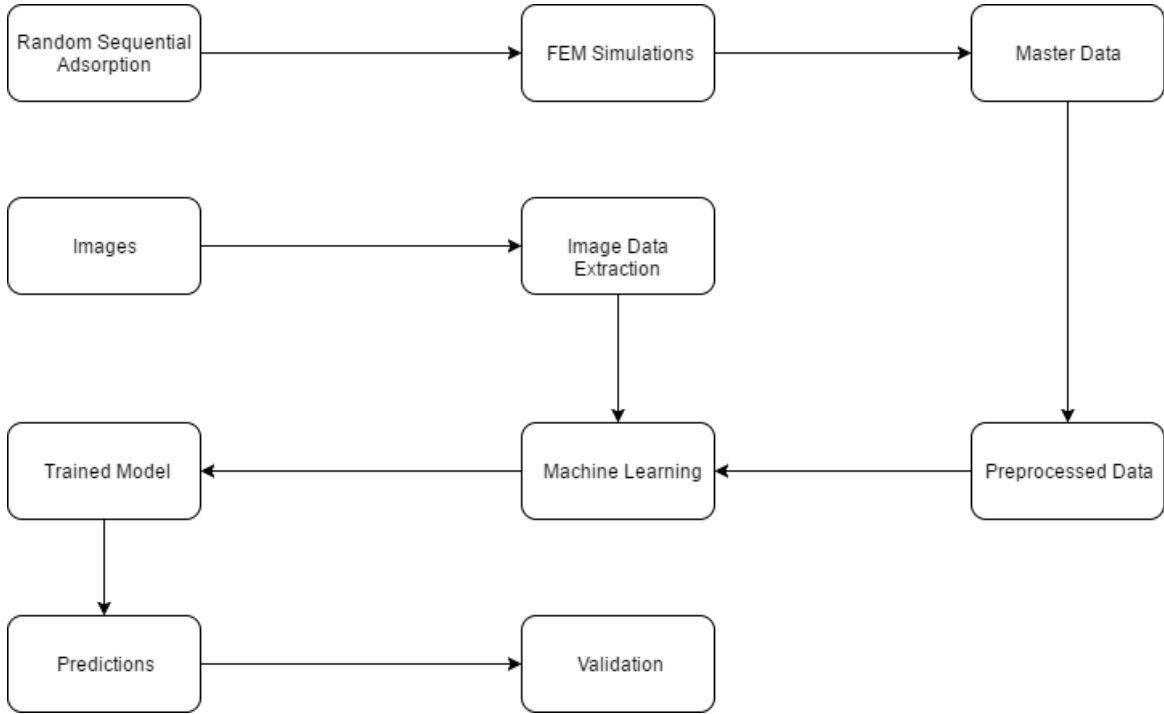 Random Sequential
Adsorption
FEM Simulations
Master Data
Images
Image Data
Extraction
Trained Model
Machine Learning
Preprocessed Data
Predictions
Validation